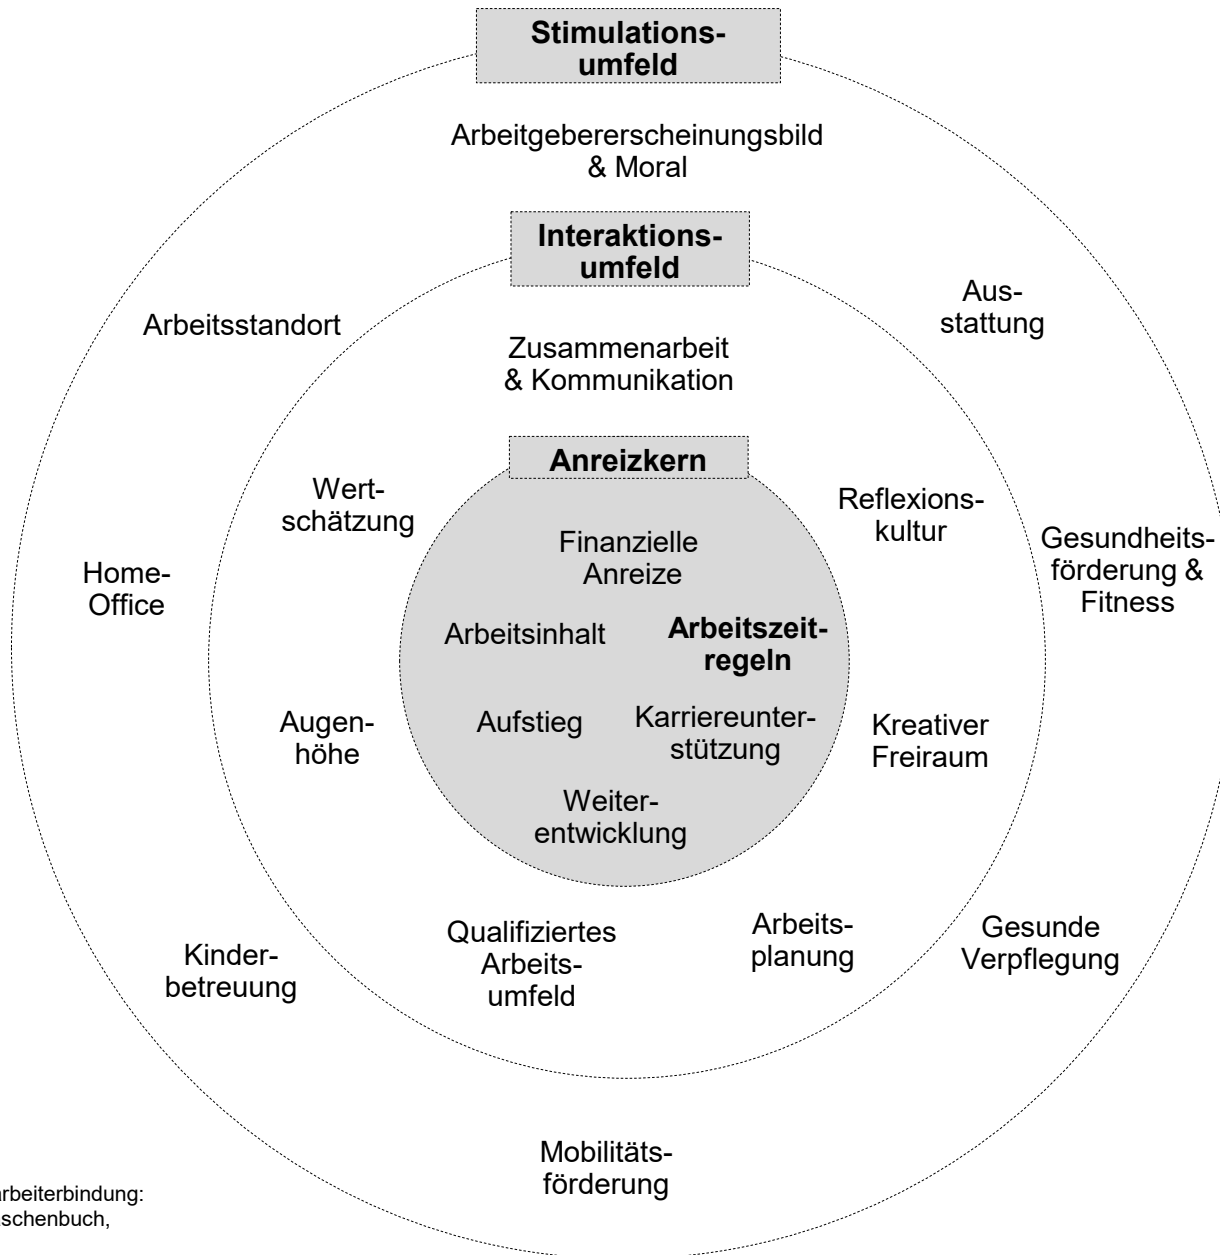 Stimulations-
umfeld
Arbeitgebererscheinungsbild
& Moral
Interaktions-
umfeld
Aus-
stattung
Arbeitsstandort
Zusammenarbeit
& Kommunikation
Anreizkern
Wert-
schätzung
Reflexions-
kultur
Finanzielle
Anreize
Gesundheits-
förderung &
Fitness
Home-
Office
Arbeitsinhalt
Arbeitszeit-
regeln
Augen-
höhe
Aufstieg
Karriereunter-
stützung
Kreativer
Freiraum
Weiter-
entwicklung
Qualifiziertes
Arbeits-
umfeld
Arbeits-
planung
Gesunde
Verpflegung
Kinder-
betreuung
Mobilitäts-
förderung
arbeiterbindung:
aschenbuch,